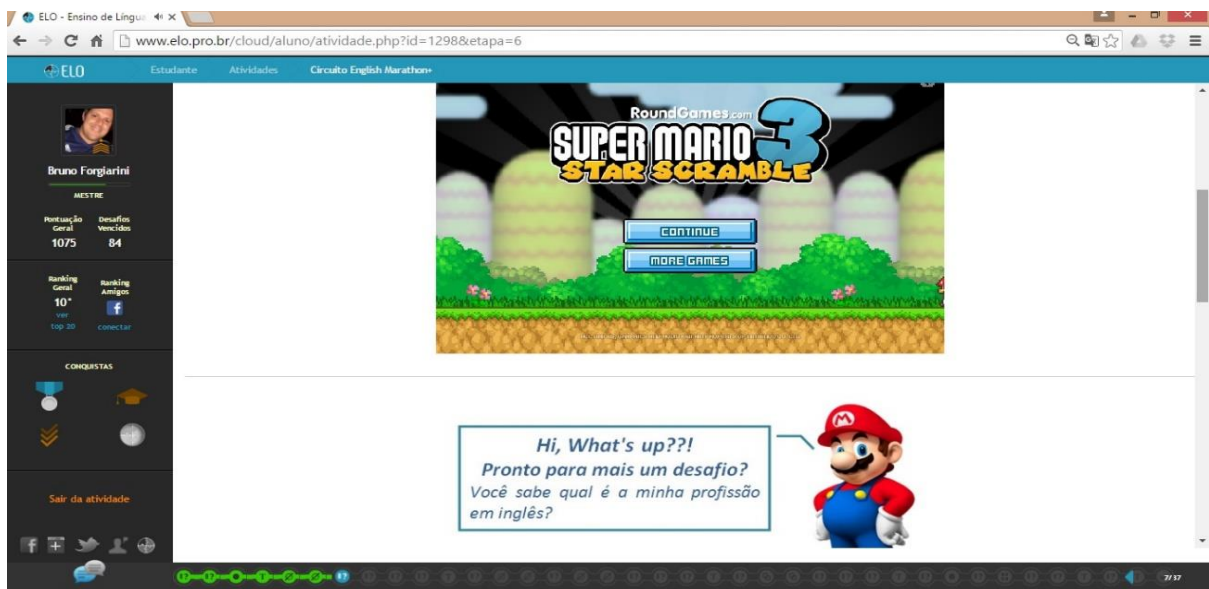 ELO - Ensino de Língua
www.elo.pro.br/cloud/aluno/atividade.php?id=1298&etapa=6
ELO
Estudante
Atividades
Circuito English Marathon+
Bruno Forgiarini
MESTRE
Pontuação Geral
1075
Desafios Vencidos
84
Ranking Geral
10°
ver
top 20
Ranking Amigos
conectar
CONQUISTAS
Sair da atividade
RoundGames.com
SUPER MARIO 3
STAR SCRAMBLE
CONTINUE
MORE GAMES
Hi, What's up??!
Pronto para mais um desafio?
Você sabe qual é a minha profissão
em inglês?
M
7/37